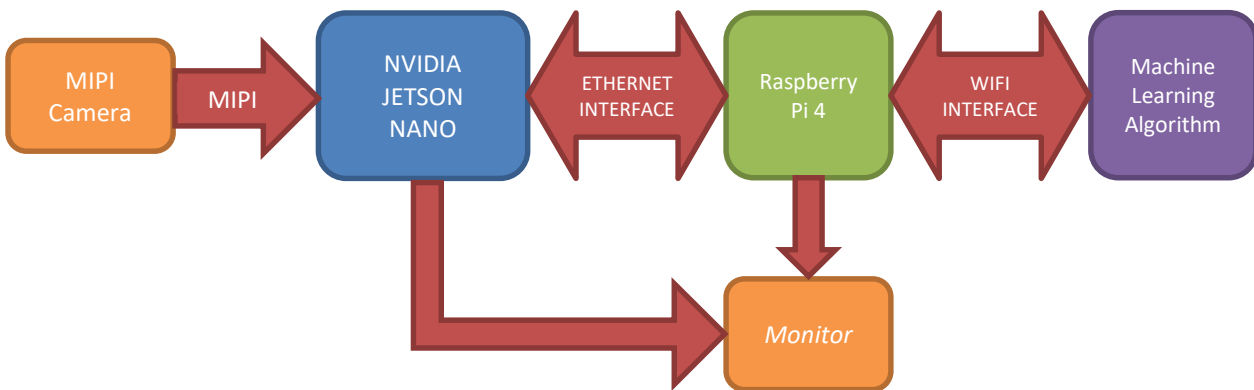 MIPI
Camera
MIPI
NVIDIA
JETSON
NANO
ETHERNET
INTERFACE
Raspberry
Pi 4
WIFI
INTERFACE
Machine
Learning
Algorithm
Monitor